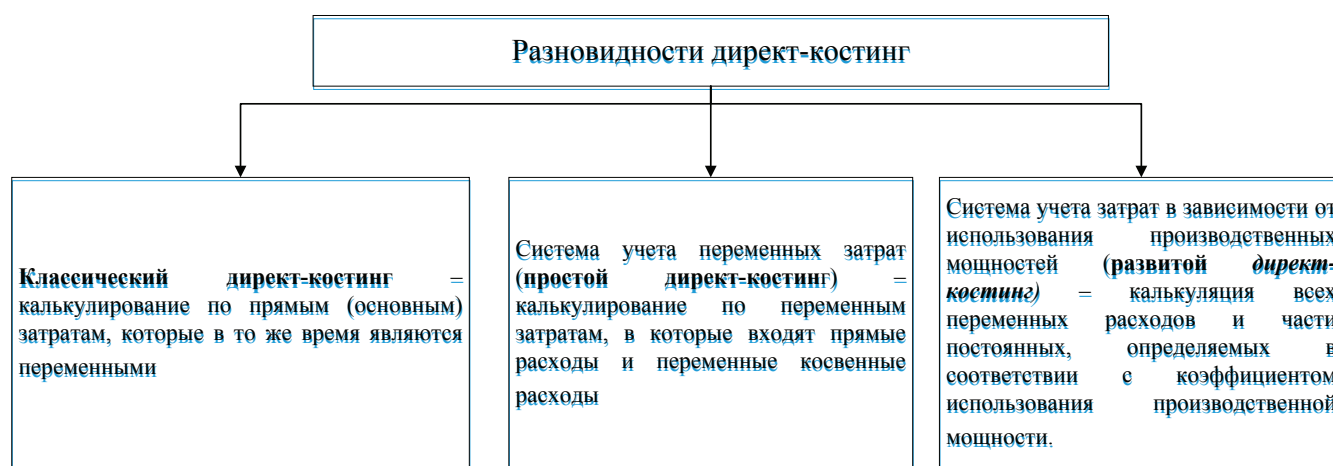 Разновидности директ-костинг
Классический директ-костинг –
калькулирование по прямым (основным)
затратам, которые в то же время являются
переменными
Система учета переменных затрат
(простой директ-костинг) –
калькулирование по переменным
затратам, в которые входят прямые
расходы и переменные косвенные
расходы
Система учета затрат в зависимости от
использования производственных
мощностей (развитой директ-
костинг) – калькуляция всех
переменных расходов и части
постоянных, определяемых в
соответствии с коэффициентом
использования производственной
мощности.